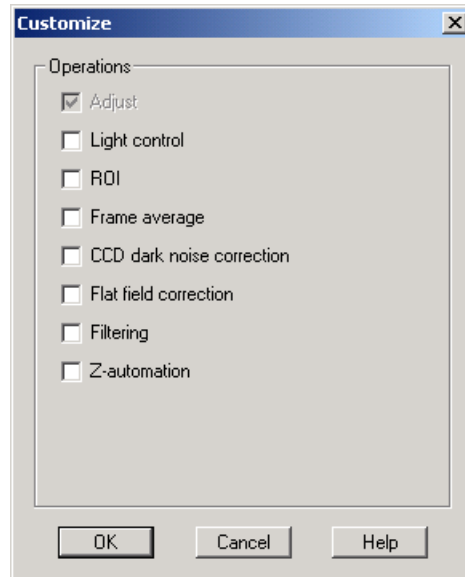 Customize
Operations
Adjust
Light control
ROI
Frame average
CCD dark noise correction
Flat field correction
Filtering
Z-automation
OK Cancel Help